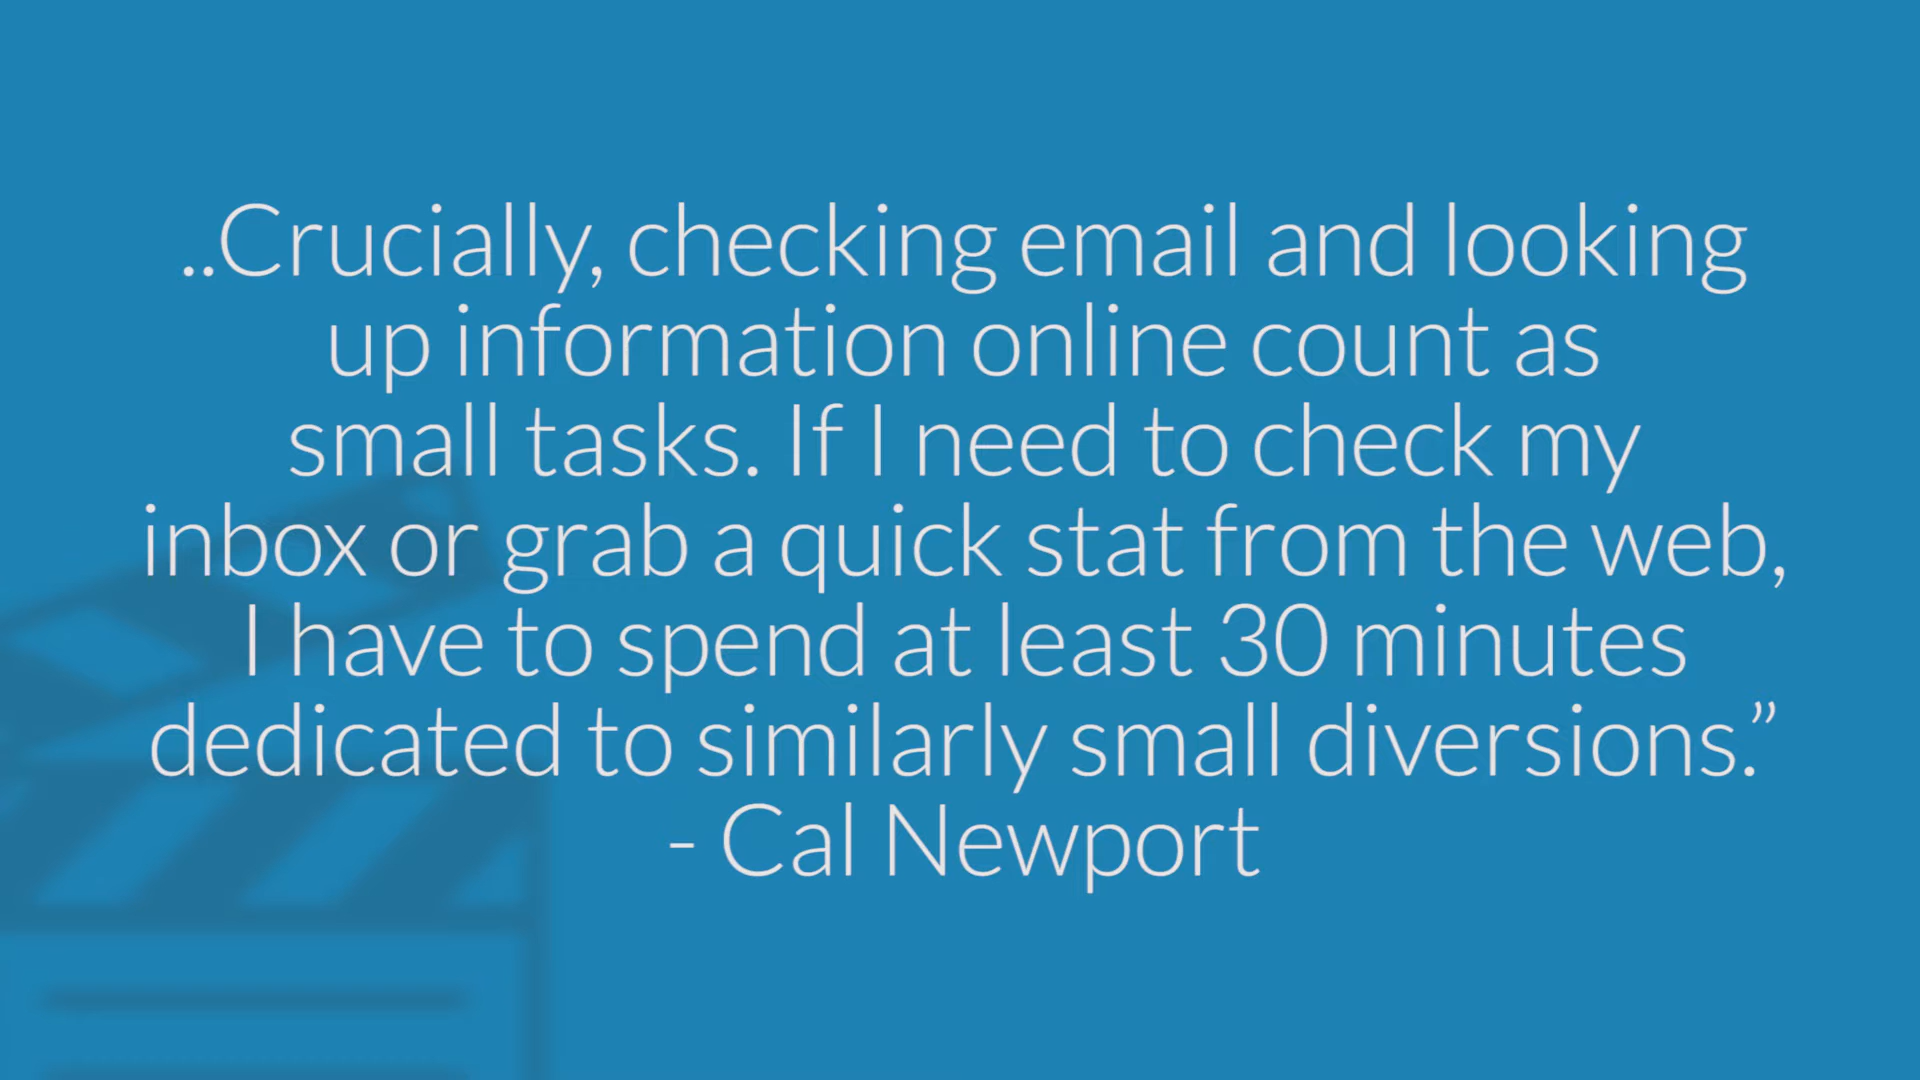 ..Crucially, checking email and looking
up information online count as
small tasks. If I need to check my
inbox or grab a quick stat from the web,
I have to spend at least 30 minutes
dedicated to similarly small diversions.”
- Cal Newport